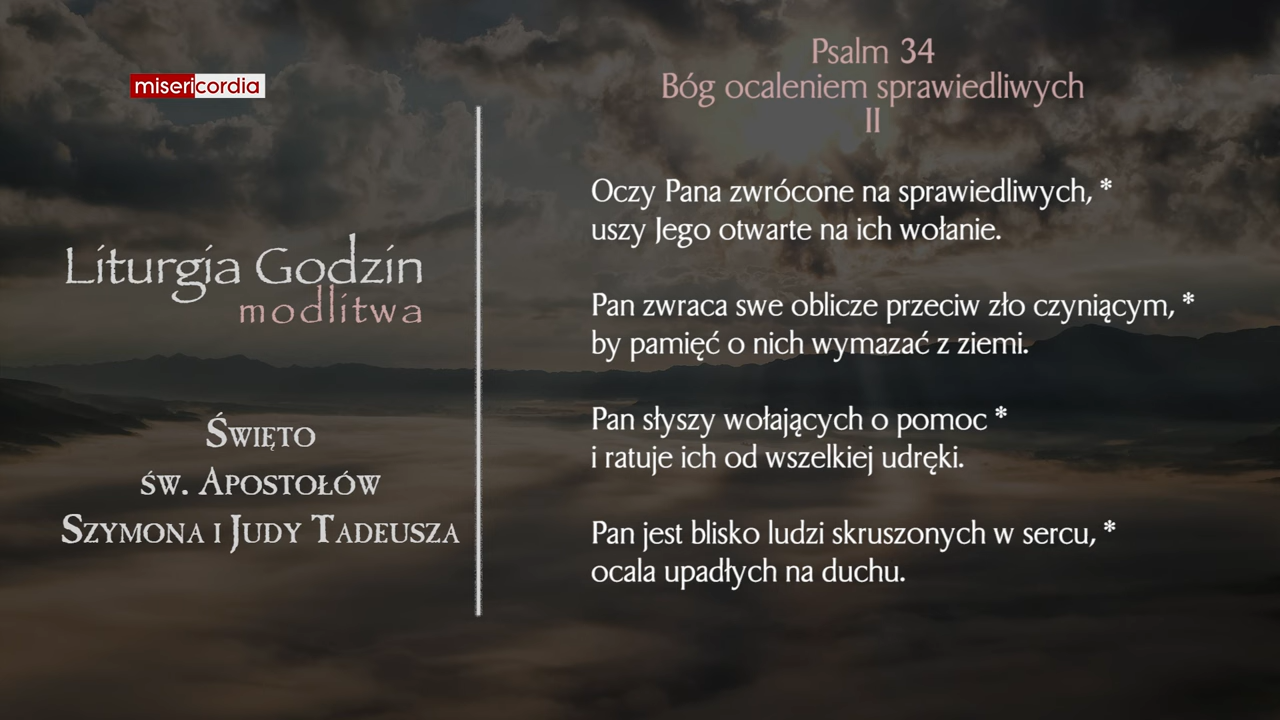 misericordia
Liturgia Godzin
modlitwa
Święto
św. Apostołów
Szymona i Judy Tadeusza
Psalm 34
Bóg ocaleniem sprawiedliwych
II
Oczy Pana zwrócone na sprawiedliwych, *
uszy Jego otwarte na ich wołanie.
Pan zwraca swe oblicze przeciw zło czyniącym, *
by pamięć o nich wymazać z ziemi.
Pan słyszy wołających o pomoc *
i ratuje ich od wszelkiej udręki.
Pan jest blisko ludzi skruszonych w sercu, *
ocala upadłych na duchu.